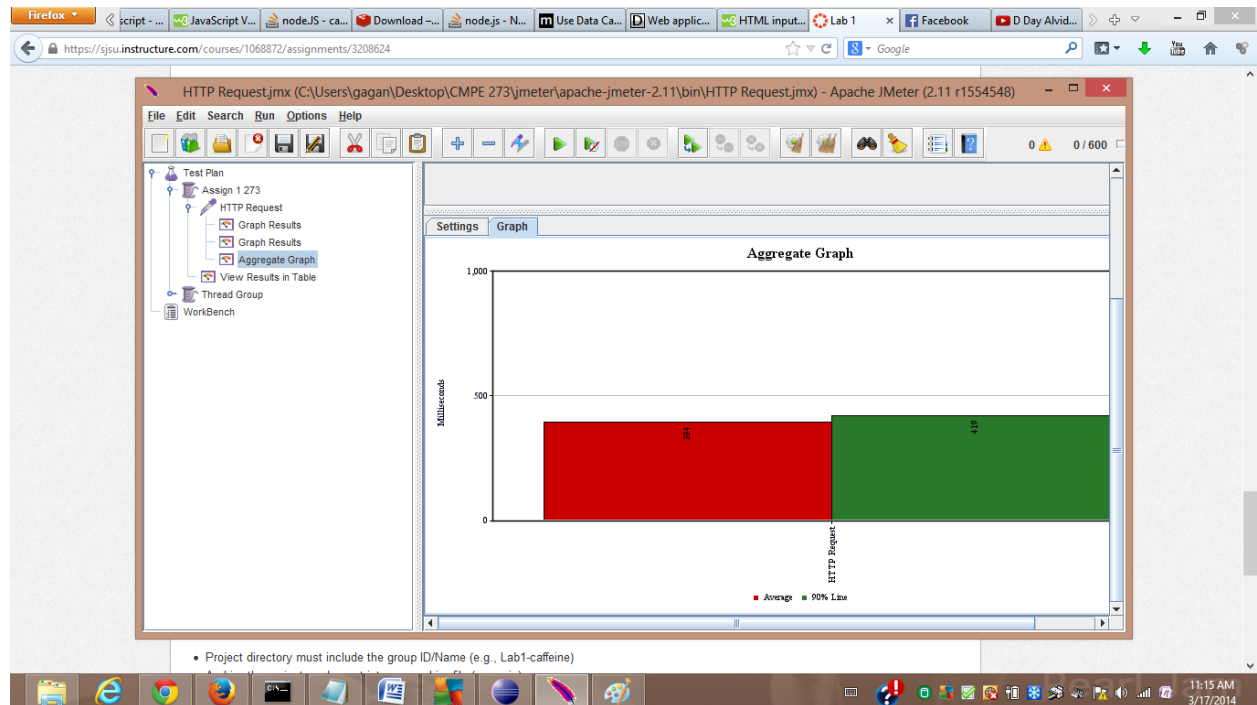 Firefox
script - ...
JavaScript V...
node.JS - ca...
Download –...
node.js - N...
m Use Data Ca...
D Web applic...
HTML input...
Lab 1 x
Facebook
D Day Alvid...
https://sjsu.instructure.com/courses/1068872/assignments/3208624
8 Google
You Tube
HTTP Request.jmx (C:\Users\gagan\Desktop\CMPE 273\jmeter\apache-jmeter-2.11\bin\HTTP Request.jmx) - Apache JMeter (2.11 r1554548)
File Edit Search Run Options Help
0 0 / 600
Test Plan
Assign 1 273
HTTP Request
Graph Results
Graph Results
Aggregate Graph
View Results in Table
Thread Group
WorkBench
Settings Graph
Aggregate Graph
1,000
500
0
Milliseconds
394
419
HTTP Request
Average 90% Line
Project directory must include the group ID/Name (e.g., Lab1-caffeine)
C:\_
Pearl Jam
11:15 AM
3/17/2014